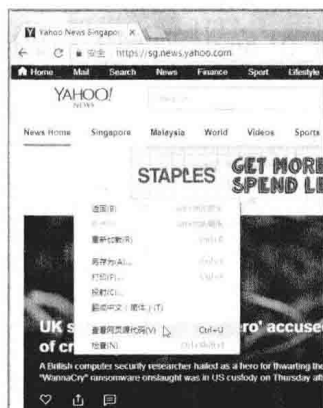 Yahoo News Singapo
安全 https://sg.news.yahoo.com
Home Mail Search News Finance Sport Lifestyle
YAHOO!
NEWS
News Home Singapore Malaysia World Videos Sports
STAPLES GET MORE
SPEND LE
返回(B)
重新加载(R)
另存为(A)...
打印(P)...
投射(C)...
翻成中文(简体)(T)
查看网页源代码(V) Ctrl+U
检查(N)
UK s ero' accuse
of cr
A British computer security researcher hailed as a hero for thwarting the
"WannaCry" ransomware onslaught was in US custody on Thursday aft